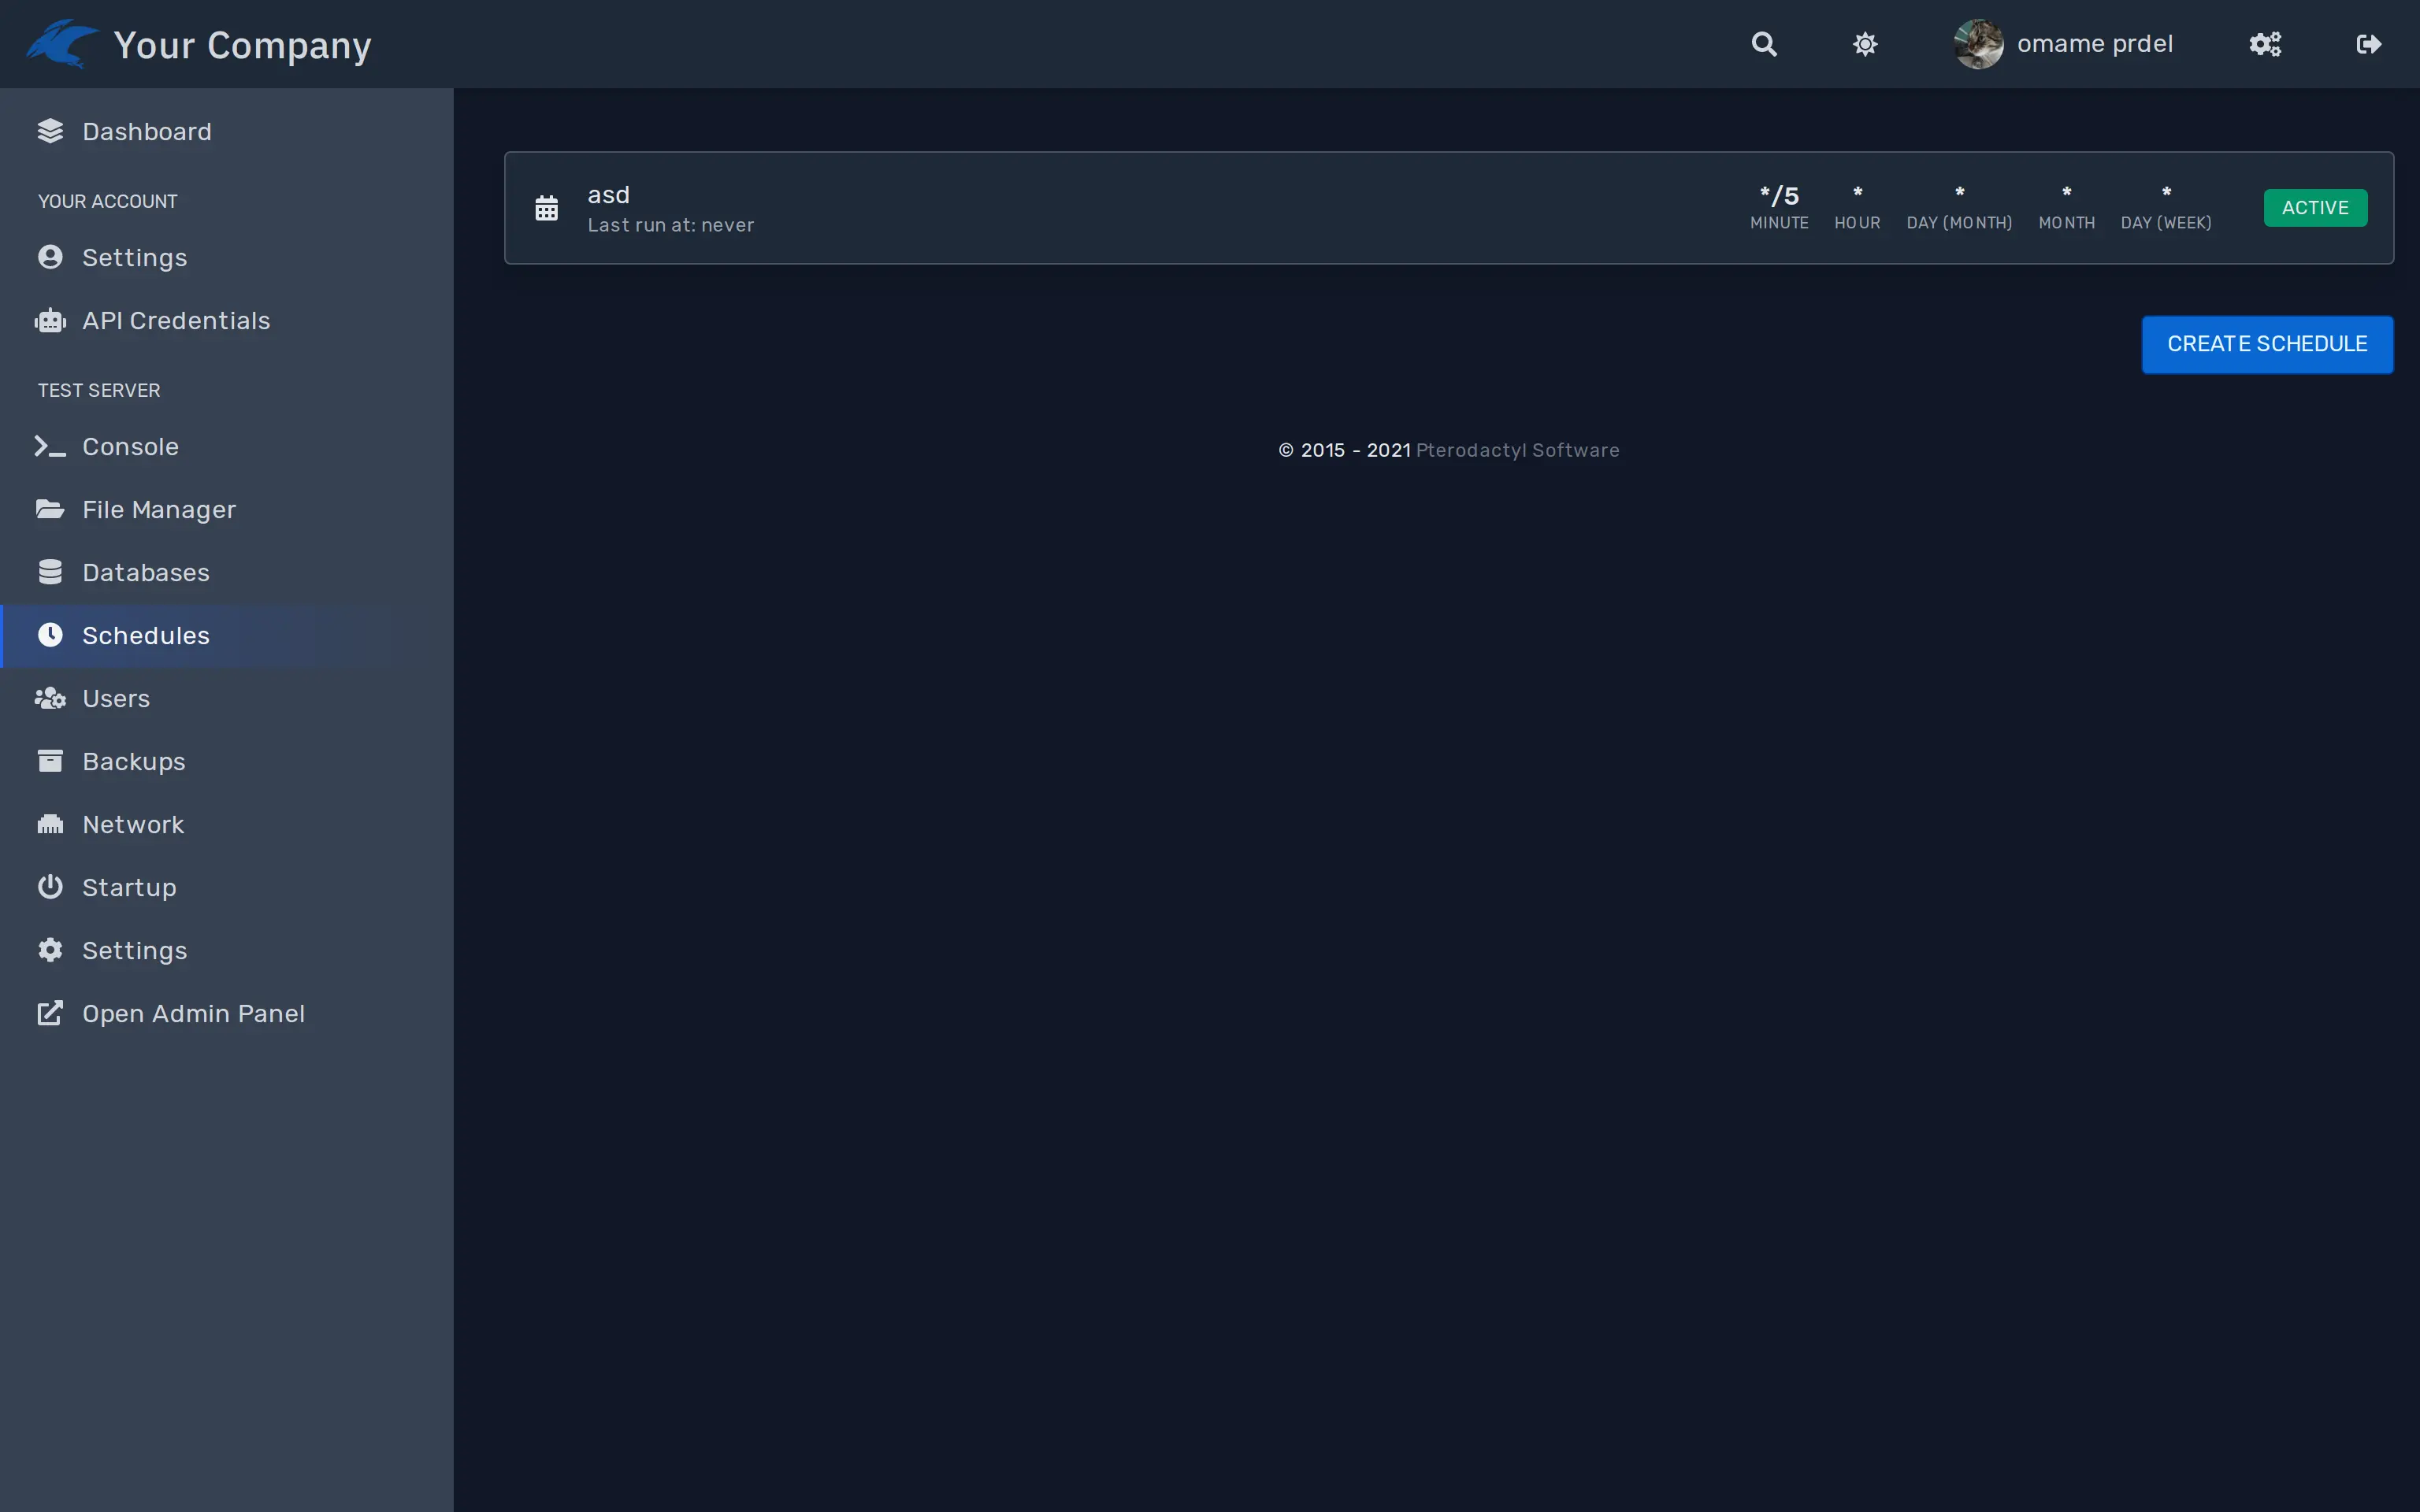 Your Company
omame prdel
Dashboard
YOUR ACCOUNT
Settings
API Credentials
TEST SERVER
Console
File Manager
Databases
Schedules
Users
Backups
Network
Startup
Settings
Open Admin Panel
asd
Last run at: never
*/5 * * * *
MINUTE HOUR DAY (MONTH) MONTH DAY (WEEK)
ACTIVE
CREATE SCHEDULE
© 2015 - 2021 Pterodactyl Software